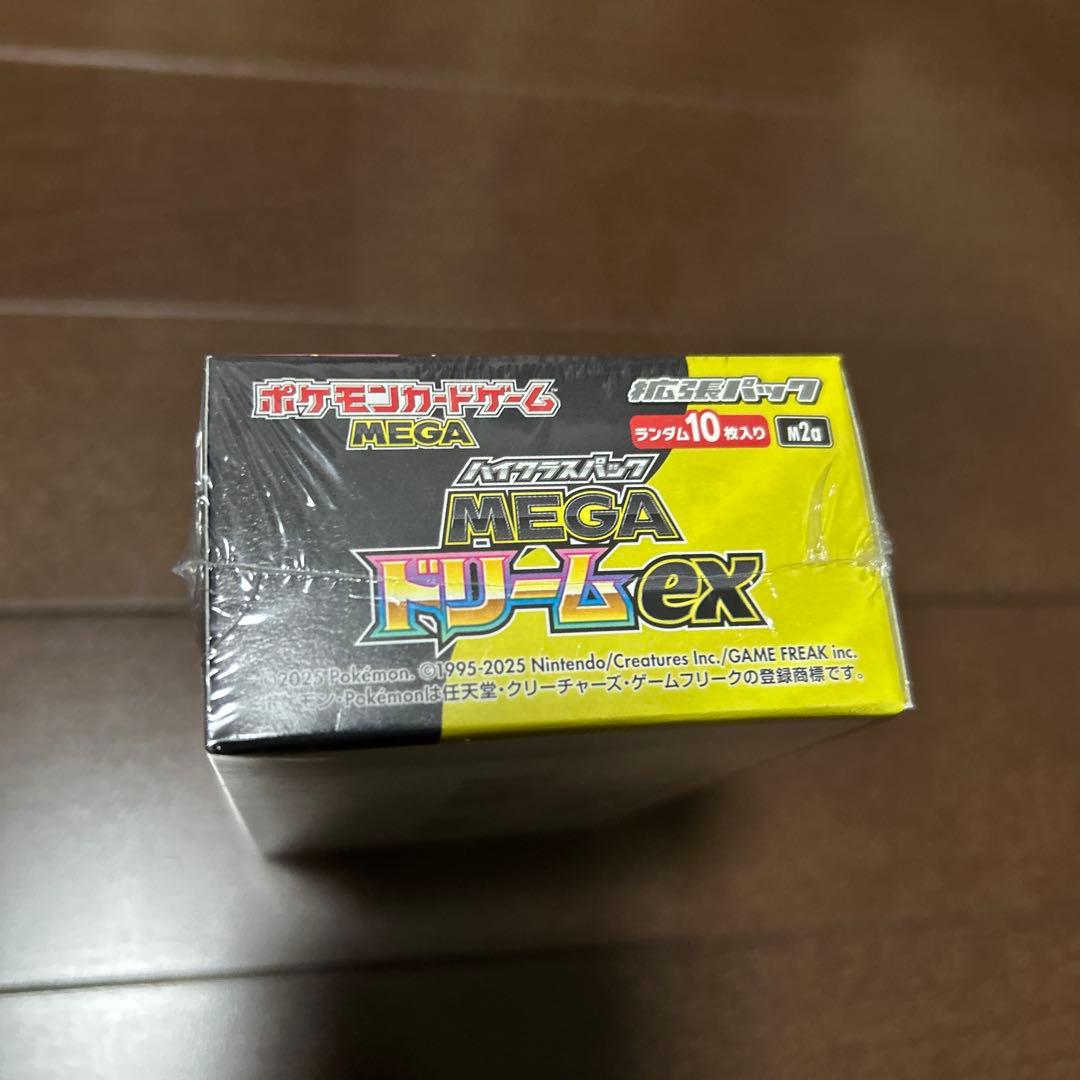 ポケモンカードゲーム
MEGA
拡張パック
ランダム10枚入り
M2a
ハイクラスパック
MEGA
ドリームex
2025 Pokémon. ©1995-2025 Nintendo/Creatures Inc./GAME FREAK inc.
モン・Pokémonは任天堂・クリーチャーズ・ゲームフリークの登録商標です。